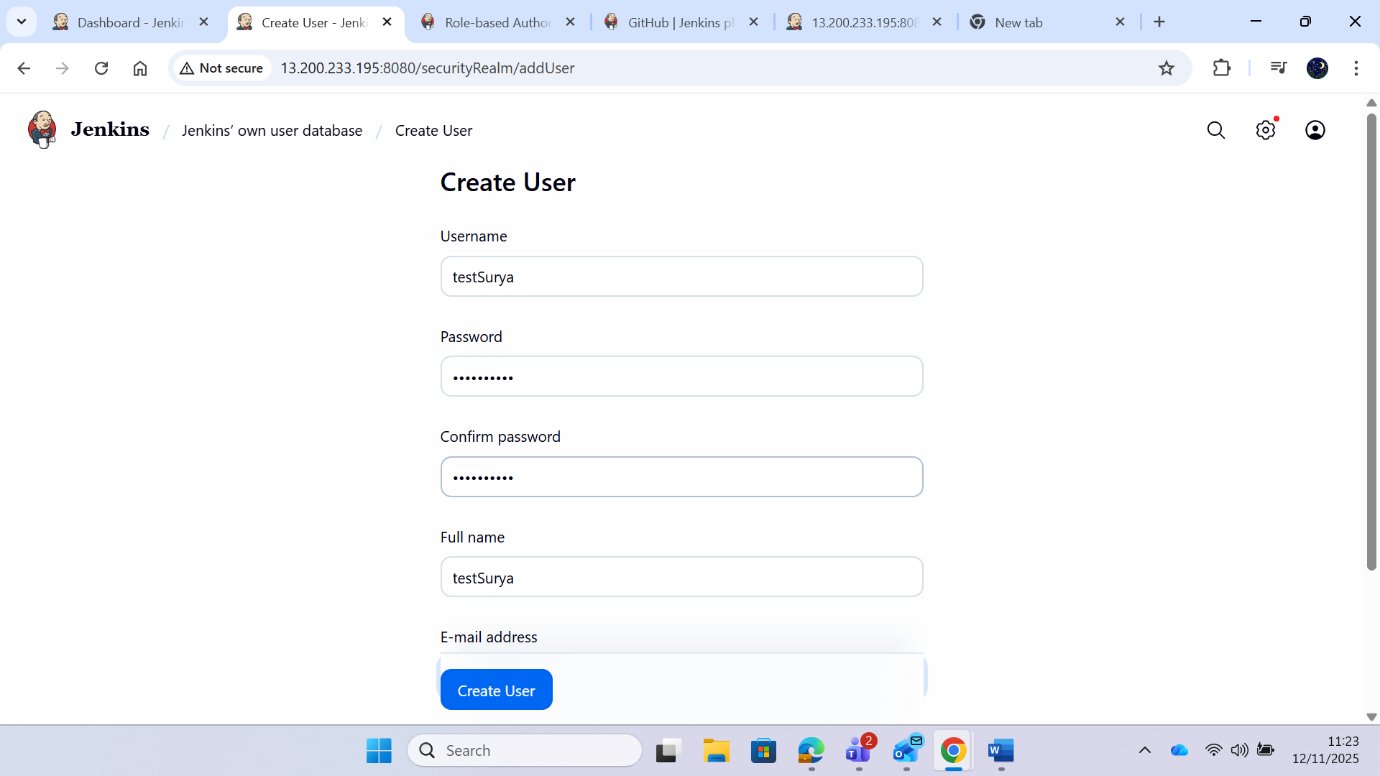 Dashboard - Jenki
Create User - Jenki
Role-based Author
GitHub | Jenkins pl
13.200.233.195:808
New tab
Not secure
13.200.233.195:8080/securityRealm/addUser
Jenkins / Jenkins’ own user database / Create User
Create User
Username
testSurya
Password
••••••••••
Confirm password
••••••••••
Full name
testSurya
E-mail address
Create User
Search
2
11:23
12/11/2025